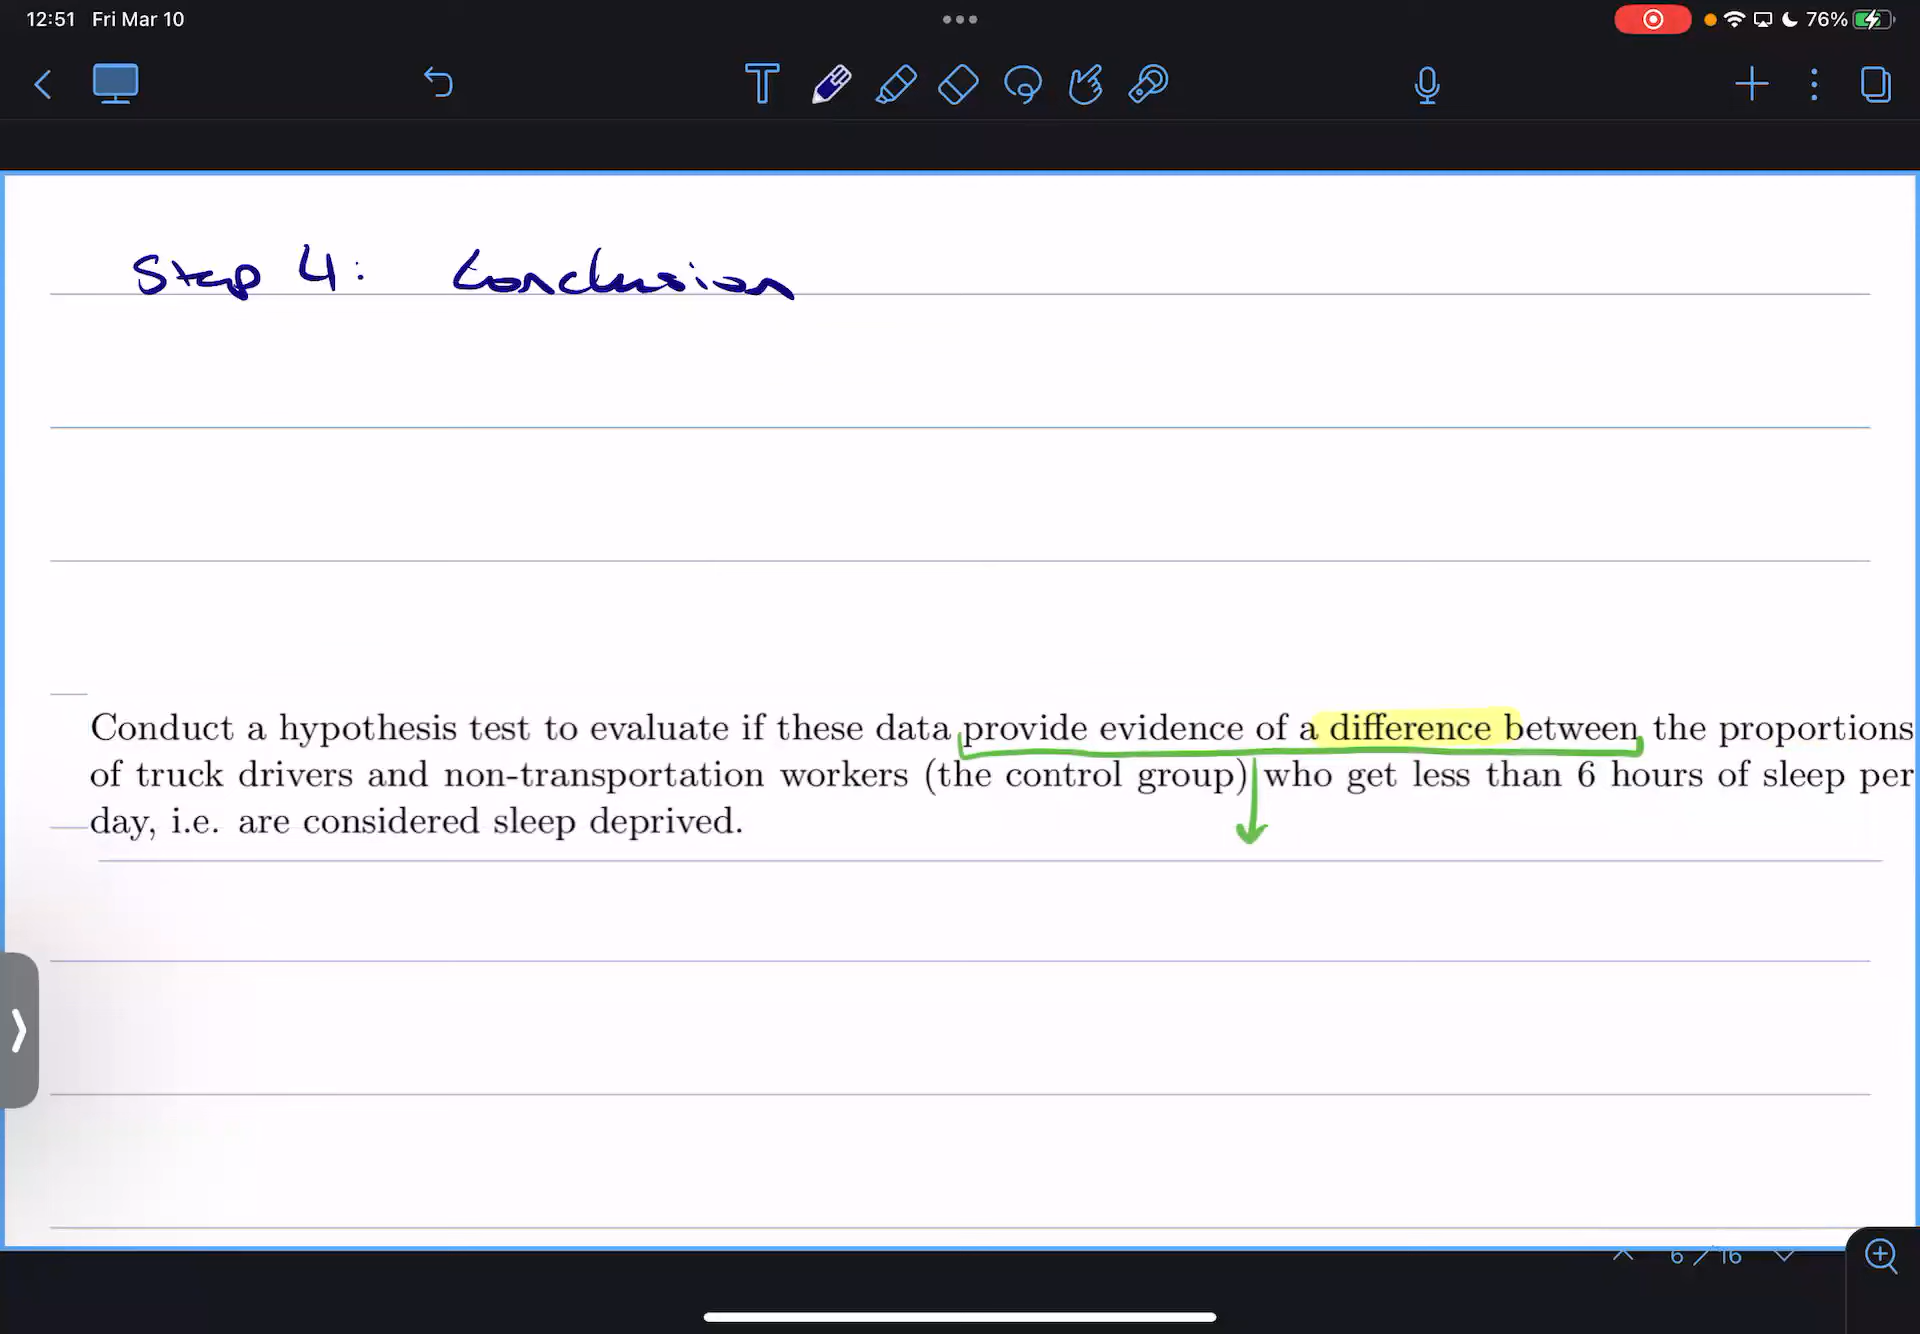 12:51 Fri Mar 10
76%
T
Step 4: Conclusion
Conduct a hypothesis test to evaluate if these data provide evidence of a difference between the proportions
of truck drivers and non-transportation workers (the control group) who get less than 6 hours of sleep per
day, i.e. are considered sleep deprived.
6 / 16